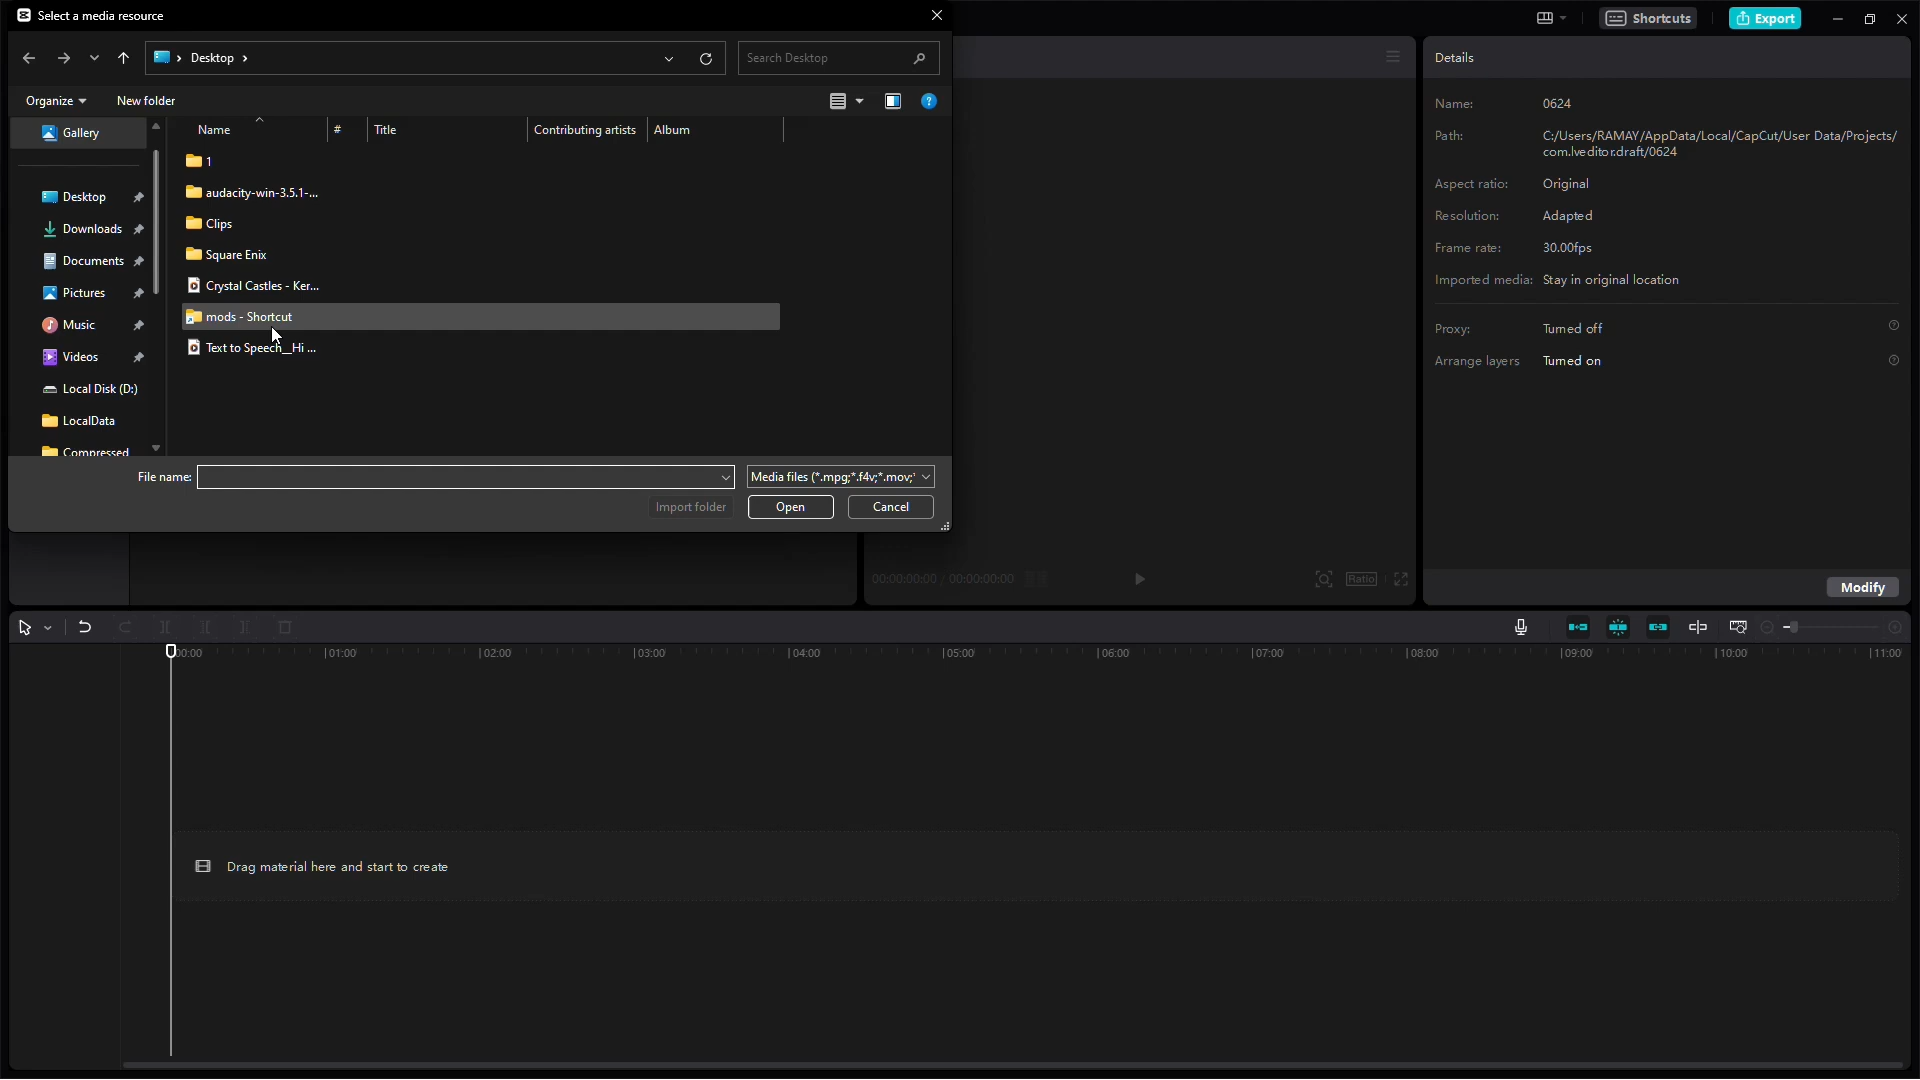 Select a media resource
Shortcuts
Export
Desktop
Search Desktop
Organize
New folder
Gallery
Desktop
Downloads
Documents
Pictures
Music
Videos
Local Disk (D:)
LocalData
Compressed
Name
#
Title
Contributing artists
Album
1
audacity-win-3.5.1-...
Clips
Square Enix
Crystal Castles - Ker...
mods - Shortcut
Text to Speech__Hi ...
File name:
Media files (*.mpg;*.f4v;*.mov;*
Import folder
Open
Cancel
Details
Name:
0624
Path:
C:/Users/RAMAY/AppData/Local/CapCut/User Data/Projects/
com.lveditor.draft/0624
Aspect ratio:
Original
Resolution:
Adapted
Frame rate:
30.00fps
Imported media:
Stay in original location
Proxy:
Turned off
Arrange layers
Turned on
00:00:00:00 / 00:00:00:00
Ratio
Modify
00:00
01:00
02:00
03:00
04:00
05:00
06:00
07:00
08:00
09:00
10:00
11:00
Drag material here and start to create